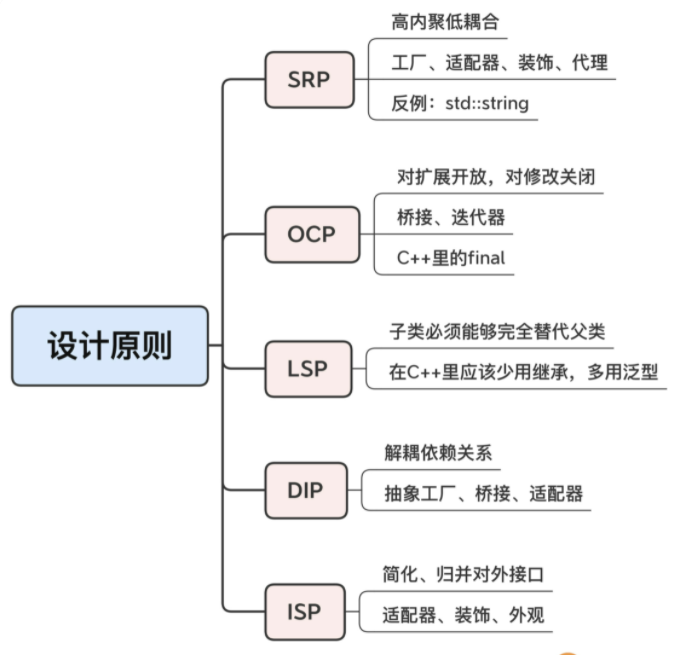 设计原则
SRP
高内聚低耦合
工厂、适配器、装饰、代理
反例：std::string
OCP
对扩展开放，对修改关闭
桥接、迭代器
C++里的final
LSP
子类必须能够完全替代父类
在C++里应该少用继承，多用泛型
DIP
解耦依赖关系
抽象工厂、桥接、适配器
ISP
简化、归并对外接口
适配器、装饰、外观